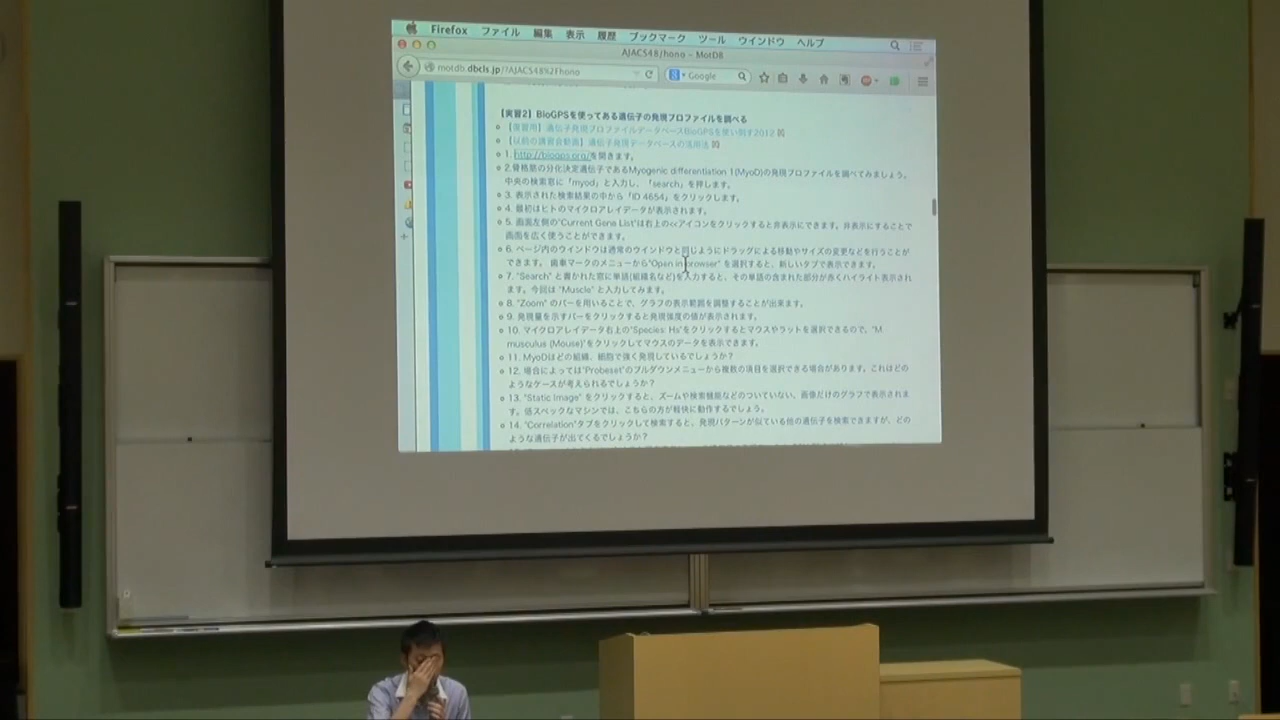 Firefox ファイル 編集 表示 履歴 ブックマーク ツール ウインドウ ヘルプ
AJACS48/hono - MotDB
motdb.dbcls.jp/?AJACS48%2Fhono
Google
【実習2】BioGPSを使ってある遺伝子の発現プロファイルを調べる
【復習用】遺伝子発現プロファイルデータベースBioGPSを使い倒す2012
【以前の講習会動画】遺伝子発現データベースの活用法
1. http://biogps.org/を開きます。
2.骨格筋の分化決定遺伝子であるMyogenic differentiation 1(MyoD)の発現プロファイルを調べてみましょう。
中央の検索窓に「myod」と入力し、「search」を押します。
3. 表示された検索結果の中から「ID 4654」をクリックします。
4. 最初はヒトのマイクロアレイデータが表示されます。
5. 画面左側の"Current Gene List"は右上の<<アイコンをクリックすると非表示にできます。非表示にすることで
画面を広く使うことができます。
6. ページ内のウインドウは通常のウインドウと同じようにドラッグによる移動やサイズの変更などを行うことが
できます。 歯車マークのメニューから"Open in browser" を選択すると、新しいタブで表示できます。
7. "Search" と書かれた窓に単語(組織名など)を入力すると、その単語の含まれた部分が赤くハイライト表示され
ます。今回は "Muscle" と入力してみます。
8. "Zoom" のバーを用いることで、グラフの表示範囲を調整することが出来ます。
9. 発現量を示すバーをクリックすると発現強度の値が表示されます。
10. マイクロアレイデータ右上の"Species: Hs"をクリックするとマウスやラットを選択できるので、"M
musculus (Mouse)"をクリックしてマウスのデータを表示できます。
11. MyoDはどの組織、細胞で強く発現しているでしょうか？
12. 場合によっては"Probeset"のプルダウンメニューから複数の項目を選択できる場合があります。これはどの
ようなケースが考えられるでしょうか？
13. "Static Image" をクリックすると、ズームや検索機能などのついていない、画像だけのグラフで表示されま
す。低スペックなマシンでは、こちらの方が軽快に動作するでしょう。
14. "Correlation"タブをクリックして検索すると、発現パターンが似ている他の遺伝子を検索できますが、どの
ような遺伝子が出てくるでしょうか？